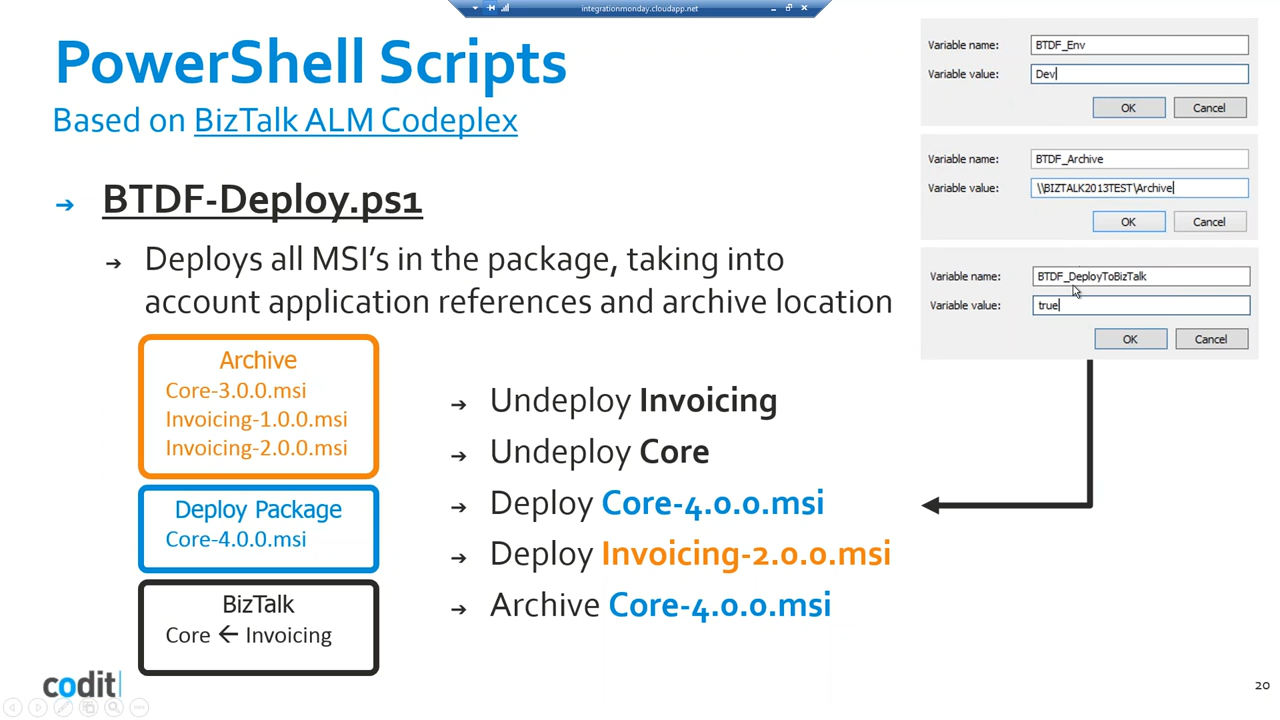 integrationmonday.cloudapp.net
PowerShell Scripts
Based on BizTalk ALM Codeplex
→ BTDF-Deploy.ps1
→ Deploys all MSI's in the package, taking into
account application references and archive location
Archive
Core-3.0.0.msi
Invoicing-1.0.0.msi
Invoicing-2.0.0.msi
Deploy Package
Core-4.0.0.msi
BizTalk
Core ← Invoicing
→ Undeploy Invoicing
→ Undeploy Core
→ Deploy Core-4.0.0.msi
→ Deploy Invoicing-2.0.0.msi
→ Archive Core-4.0.0.msi
Variable name: BTDF_Env
Variable value: Dev
OK Cancel
Variable name: BTDF_Archive
Variable value: \\BIZTALK2013TEST\Archive
OK Cancel
Variable name: BTDF_DeployToBizTalk
Variable value: true
OK Cancel
codit
20